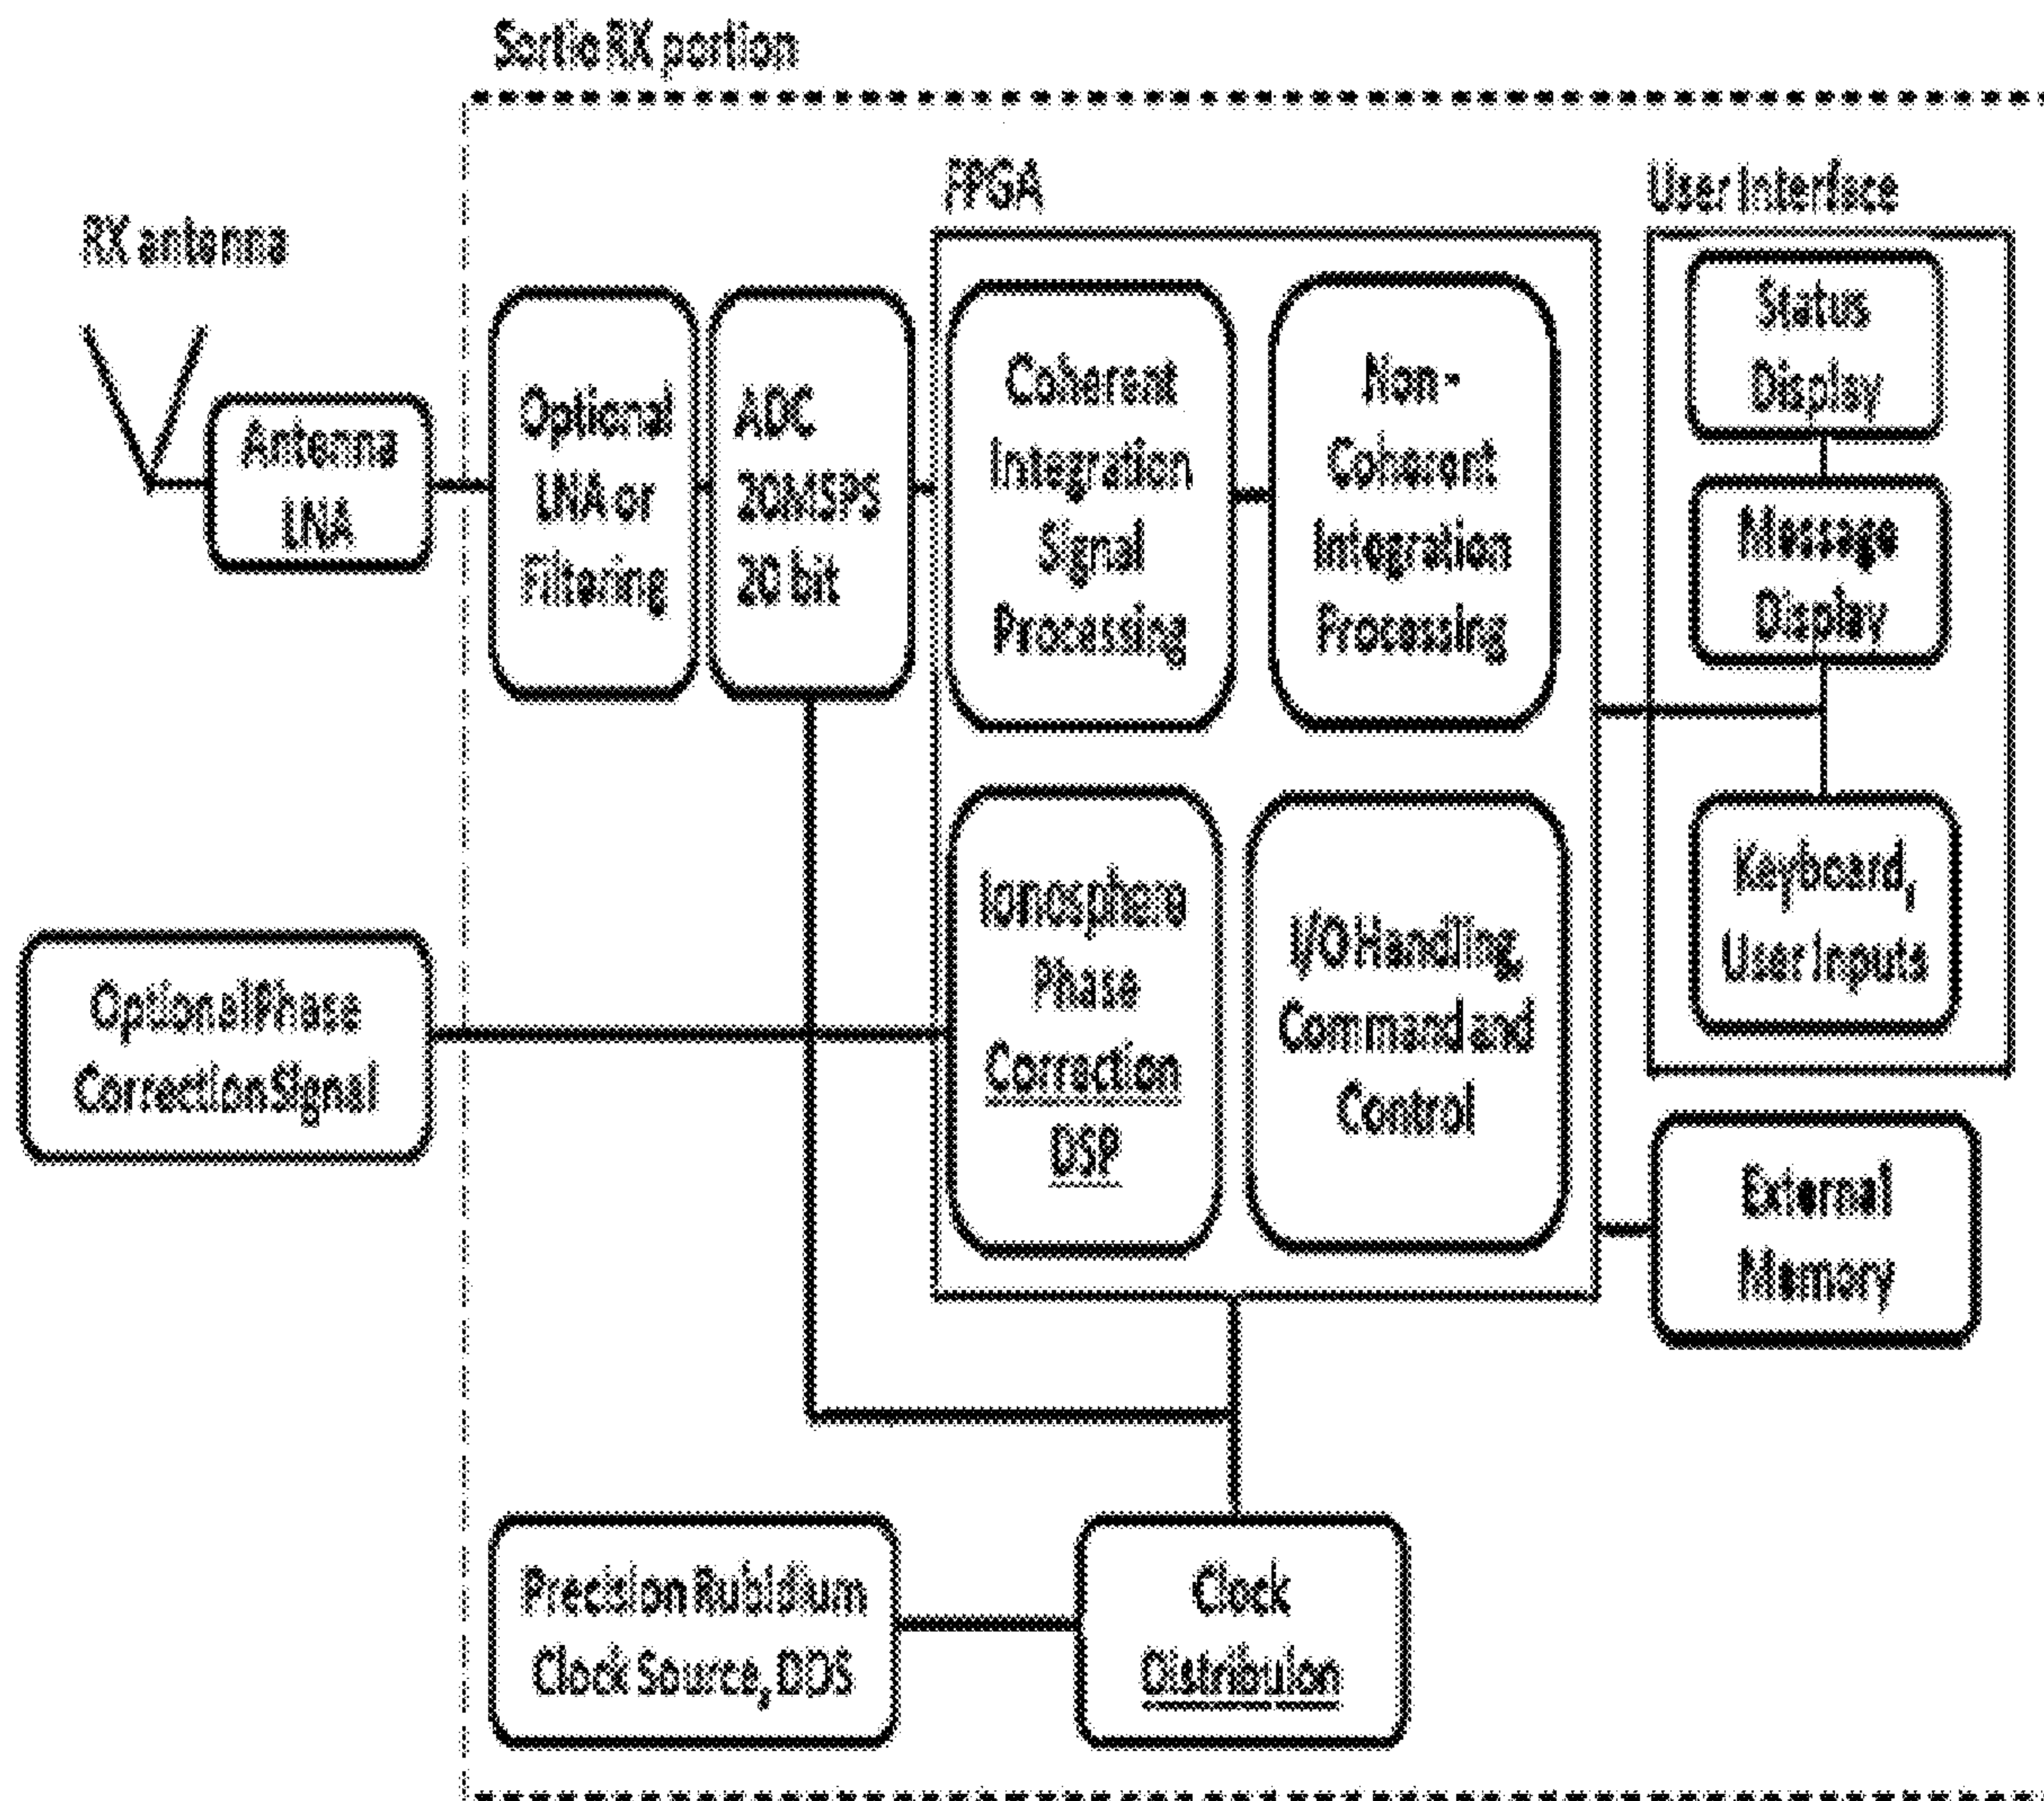 Sortie RX portion
FPGA
User Interface
RX antenna
Antenna
LNA
Optional
LNA or
Filtering
ADC
20MSPS
20 bit
Coherent
Integration
Signal
Processing
Non-
Coherent
Integration
Processing
Status
Display
Message
Display
Keyboard,
User Inputs
Optional Phase
Correction Signal
Ionosphere
Phase
Correction
DSP
I/O Handling,
Command and
Control
External
Memory
Precision Rubidium
Clock Source, DDS
Clock
Distribuion